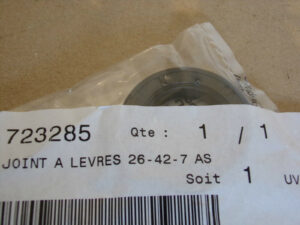 723285 Qte : 1 / 1
JOINT A LEVRES 26-42-7 AS
Soit 1 UV